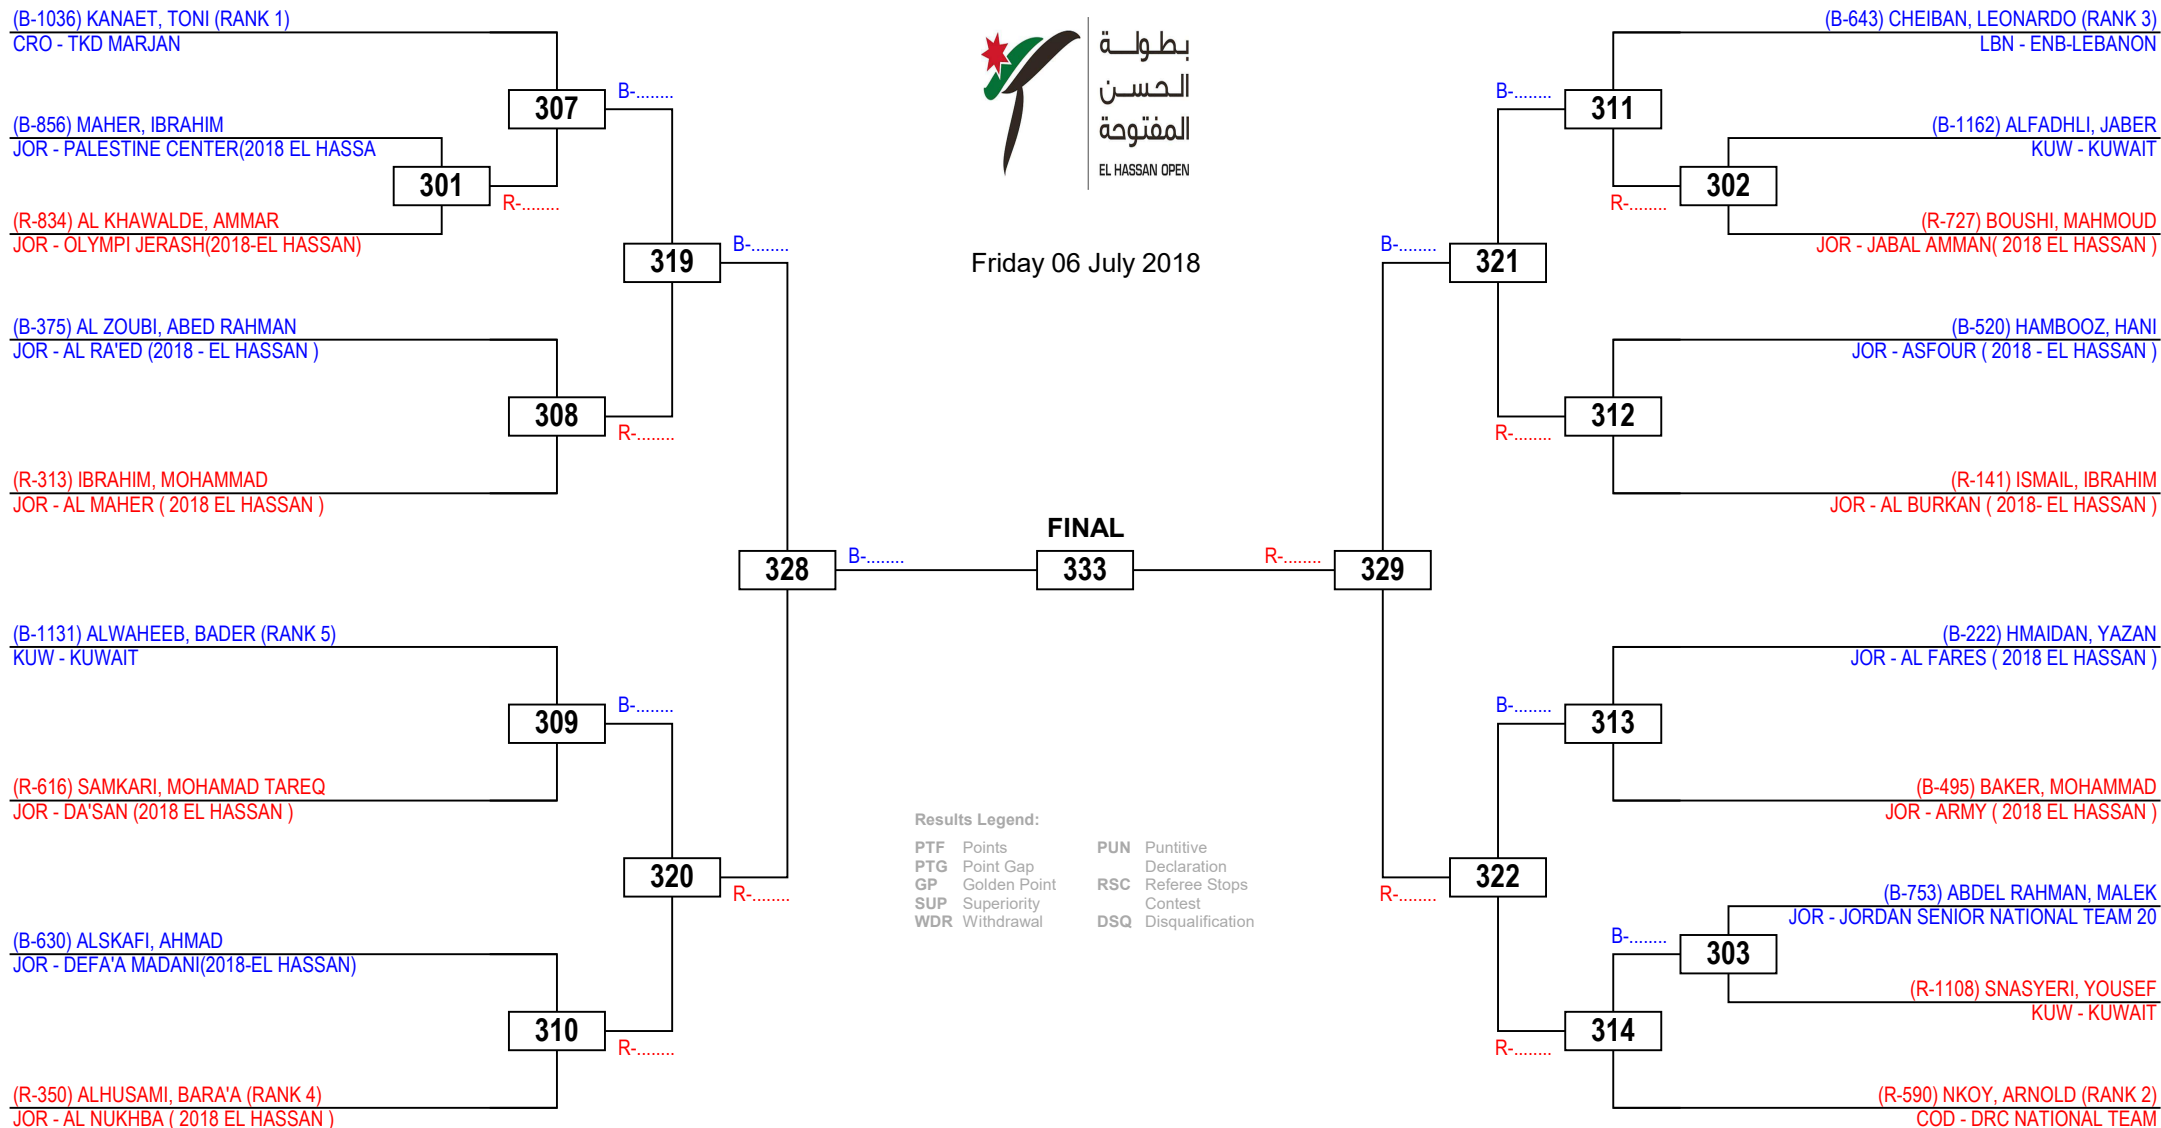 (B-1036) KANAET, TONI (RANK 1)
CRO - TKD MARJAN
307
B-........
(B-856) MAHER, IBRAHIM
JOR - PALESTINE CENTER(2018 EL HASSA
301
R-........
(R-834) AL KHAWALDE, AMMAR
JOR - OLYMPI JERASH(2018-EL HASSAN)
319
B-........
(B-375) AL ZOUBI, ABED RAHMAN
JOR - AL RA'ED (2018 - EL HASSAN )
308
R-........
(R-313) IBRAHIM, MOHAMMAD
JOR - AL MAHER ( 2018 EL HASSAN )
328
B-........
(B-1131) ALWAHEEB, BADER (RANK 5)
KUW - KUWAIT
309
B-........
(R-616) SAMKARI, MOHAMAD TAREQ
JOR - DA'SAN (2018 EL HASSAN )
320
R-........
(B-630) ALSKAFI, AHMAD
JOR - DEFA'A MADANI(2018-EL HASSAN)
310
R-........
(R-350) ALHUSAMI, BARA'A (RANK 4)
JOR - AL NUKHBA ( 2018 EL HASSAN )
بطولة
الحسن
المفتوحة
EL HASSAN OPEN
Friday 06 July 2018
FINAL
333
Results Legend:
PTF Points
PTG Point Gap
GP Golden Point
SUP Superiority
WDR Withdrawal
PUN Puntitive
Declaration
RSC Referee Stops
Contest
DSQ Disqualification
(B-643) CHEIBAN, LEONARDO (RANK 3)
LBN - ENB-LEBANON
B-........
311
(B-1162) ALFADHLI, JABER
KUW - KUWAIT
302
R-........
(R-727) BOUSHI, MAHMOUD
JOR - JABAL AMMAN( 2018 EL HASSAN )
B-........
321
(B-520) HAMBOOZ, HANI
JOR - ASFOUR ( 2018 - EL HASSAN )
312
R-........
(R-141) ISMAIL, IBRAHIM
JOR - AL BURKAN ( 2018- EL HASSAN )
R-........
329
(B-222) HMAIDAN, YAZAN
JOR - AL FARES ( 2018 EL HASSAN )
B-........
313
(B-495) BAKER, MOHAMMAD
JOR - ARMY ( 2018 EL HASSAN )
322
R-........
(B-753) ABDEL RAHMAN, MALEK
JOR - JORDAN SENIOR NATIONAL TEAM 20
B-........
303
(R-1108) SNASYERI, YOUSEF
KUW - KUWAIT
314
R-........
(R-590) NKOY, ARNOLD (RANK 2)
COD - DRC NATIONAL TEAM